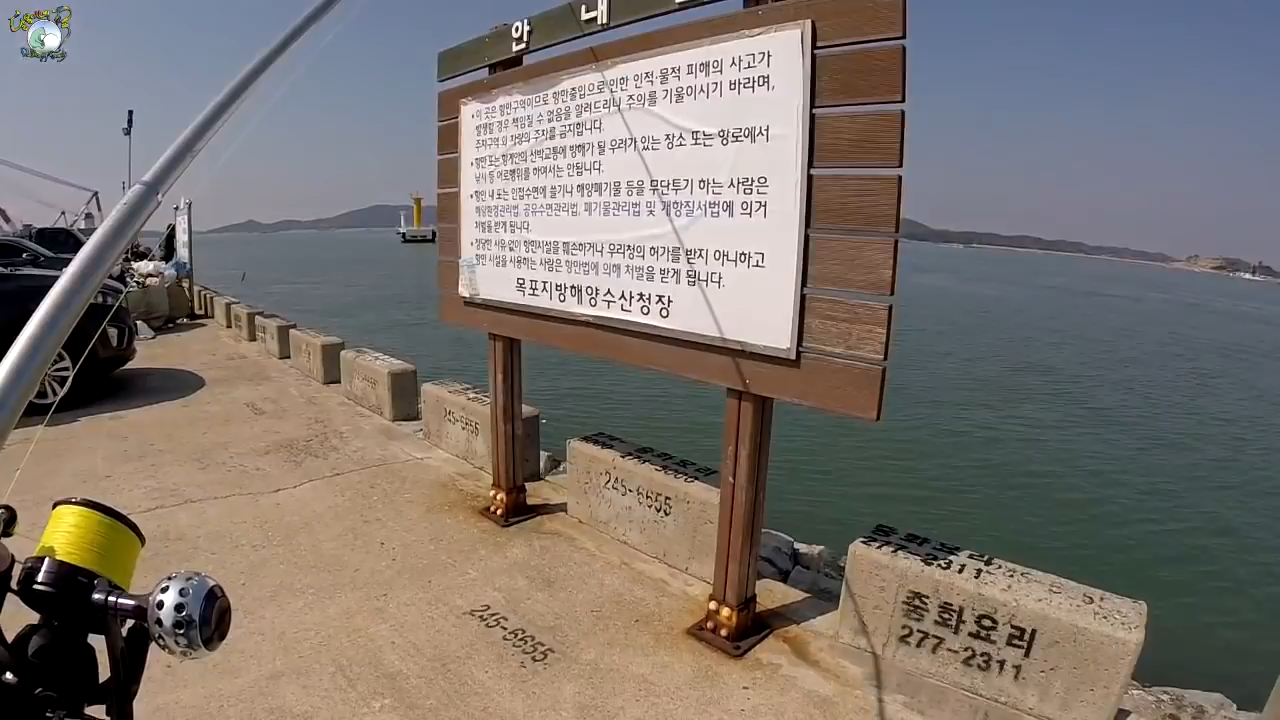 안 내
• 이 곳은 항만구역이므로 항만출입으로 인한 인적·물적 피해의 사고가
발생할 경우 책임질 수 없음을 알려드리니 주의를 기울이시기 바라며,
주차구역 외 차량의 주차를 금지합니다.
• 항만 또는 항계안의 선박교통에 방해가 될 우려가 있는 장소 또는 항로에서
낚시 등 어로행위를 하여서는 안됩니다.
• 항만 내 또는 인접수면에 쓸기나 해양폐기물 등을 무단투기 하는 사람은
해양환경관리법, 공유수면관리법, 폐기물관리법 및 개항질서법에 의거
처벌을 받게 됩니다.
• 정당한 사유 없이 항만시설을 훼손하거나 우리청의 허가를 받지 아니하고
항만 시설을 사용하는 사람은 항만법에 의해 처벌을 받게 됩니다.
목포지방해양수산청장
245-6655
중화요리
245-6655
중화요리
277-2311
중화요리
277-2311
245-6655